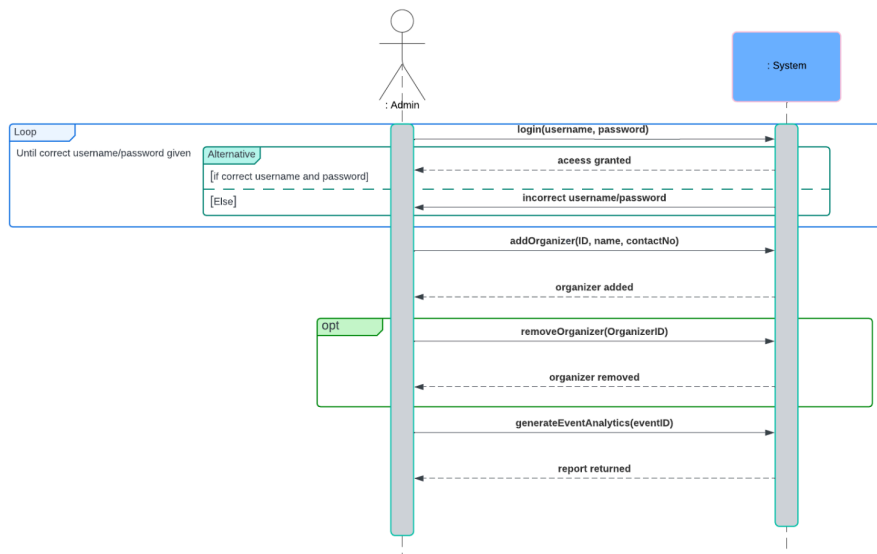 : System
: Admin
Loop
login(username, password)
Until correct username/password given
Alternative
aceess granted
[if correct username and password]
[Else]
incorrect username/password
addOrganizer(ID, name, contactNo)
organizer added
opt
removeOrganizer(OrganizerID)
organizer removed
generateEventAnalytics(eventID)
report returned